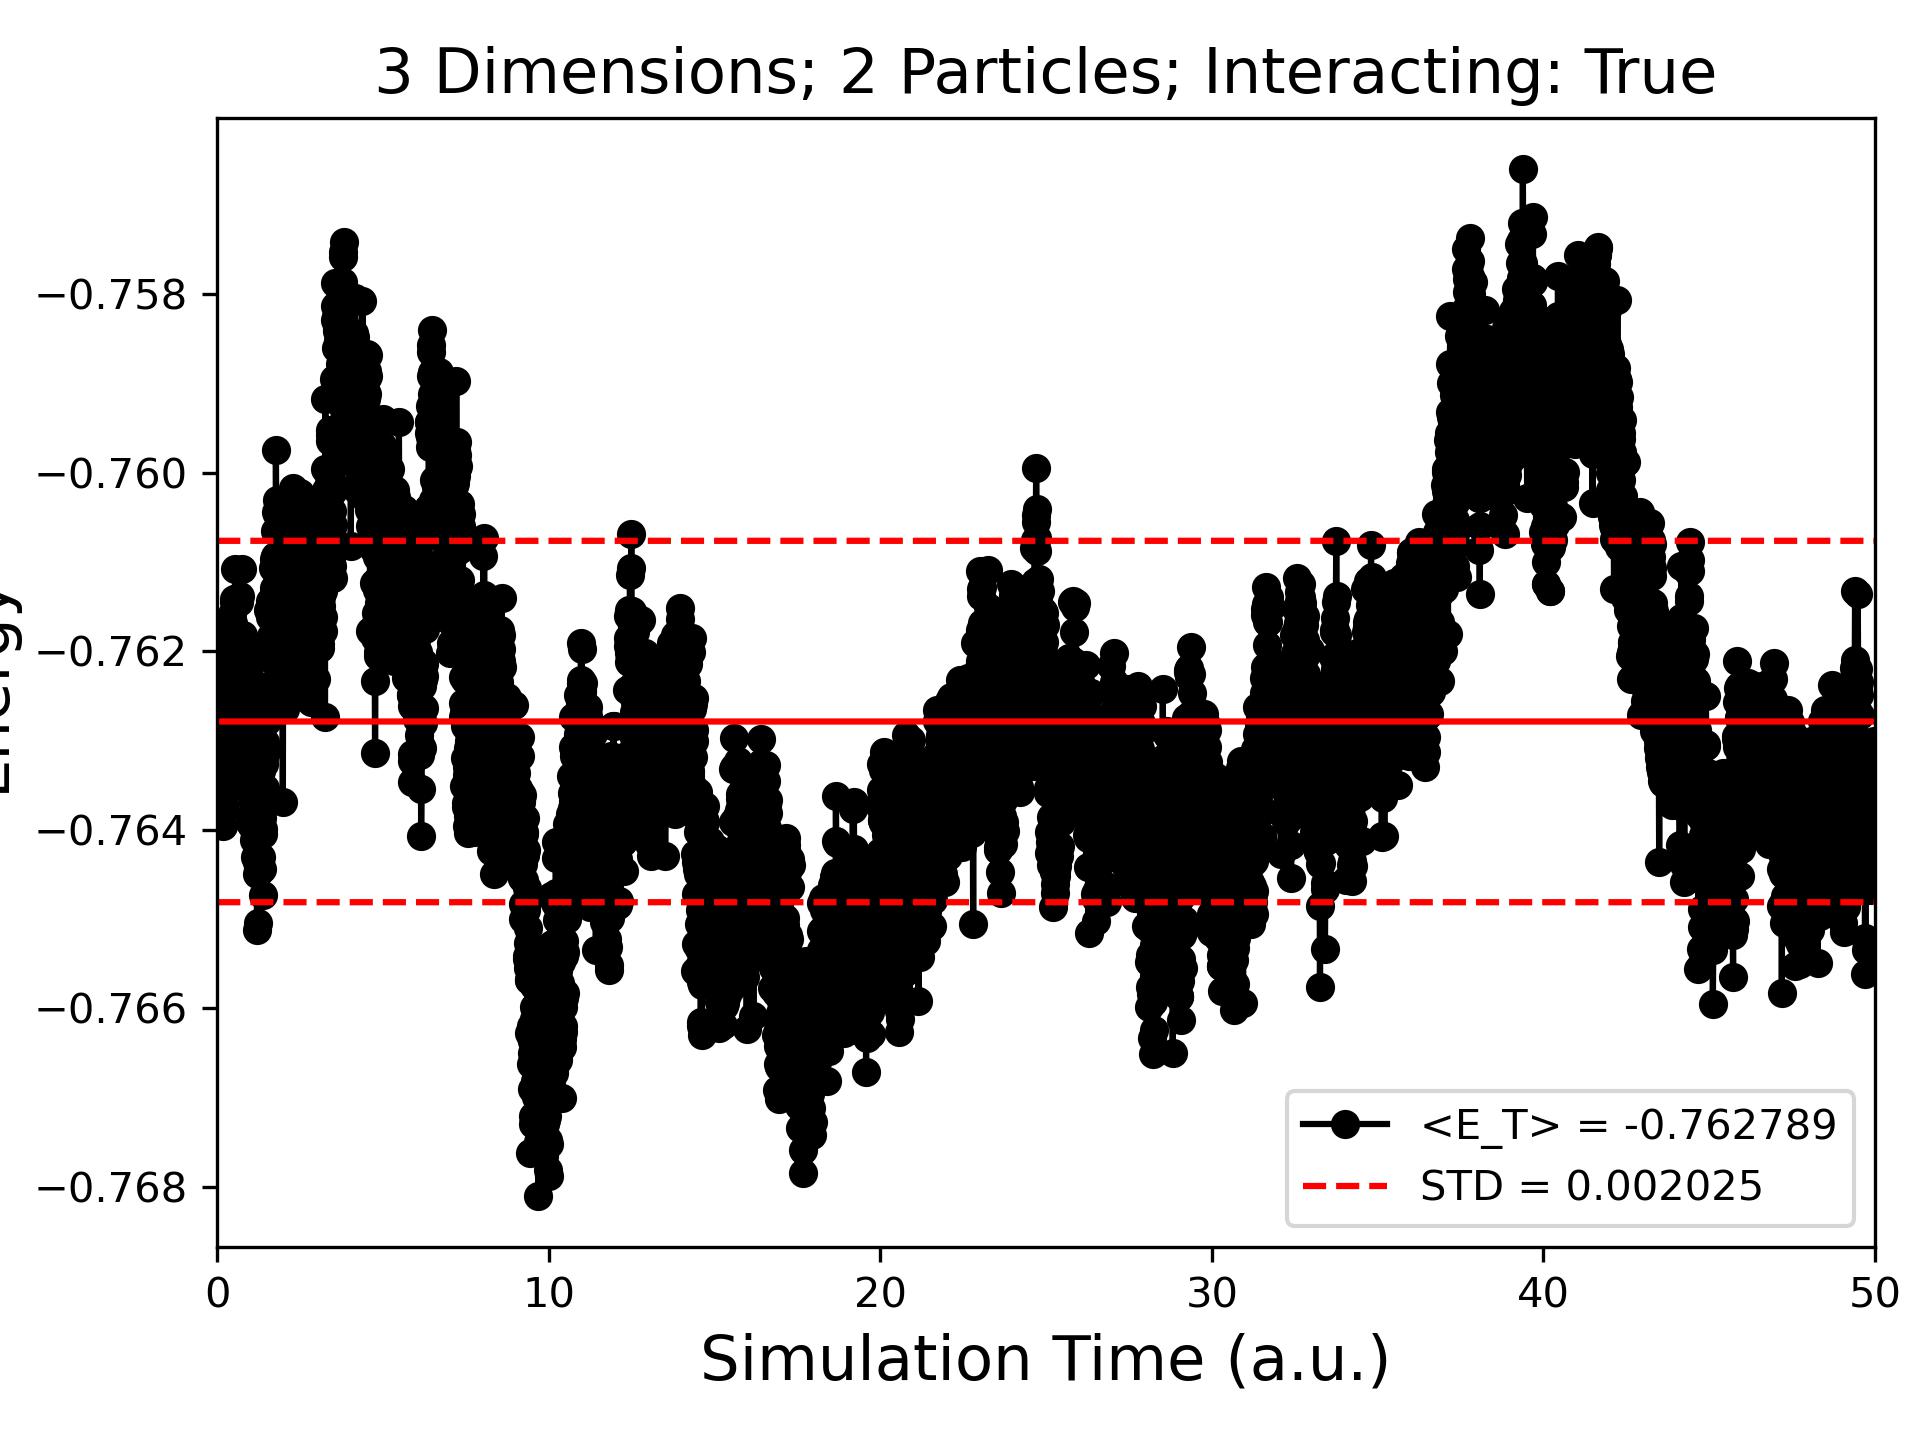 3 Dimensions; 2 Particles; Interacting: True
Energy
−0.758
−0.760
−0.762
−0.764
−0.766
−0.768
<E_T> = -0.762789
STD = 0.002025
0 10 20 30 40 50
Simulation Time (a.u.)